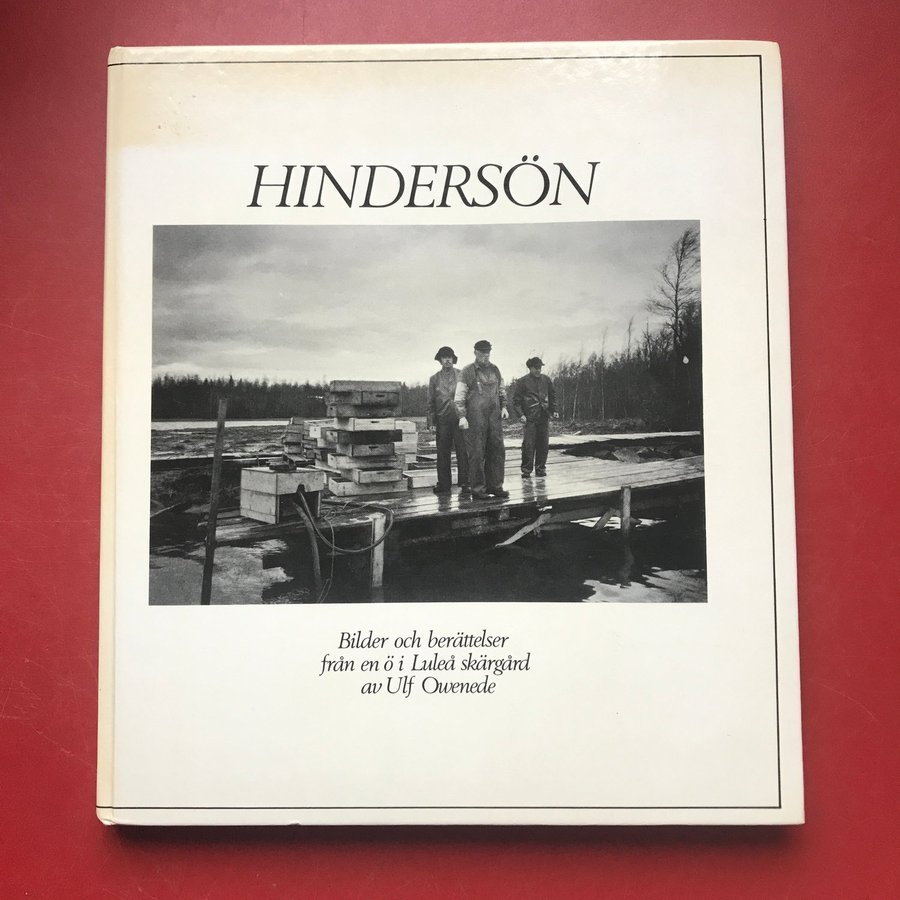 HINDERSÖN
Bilder och berättelser
från en ö i Luleå skärgård
av Ulf Owenede